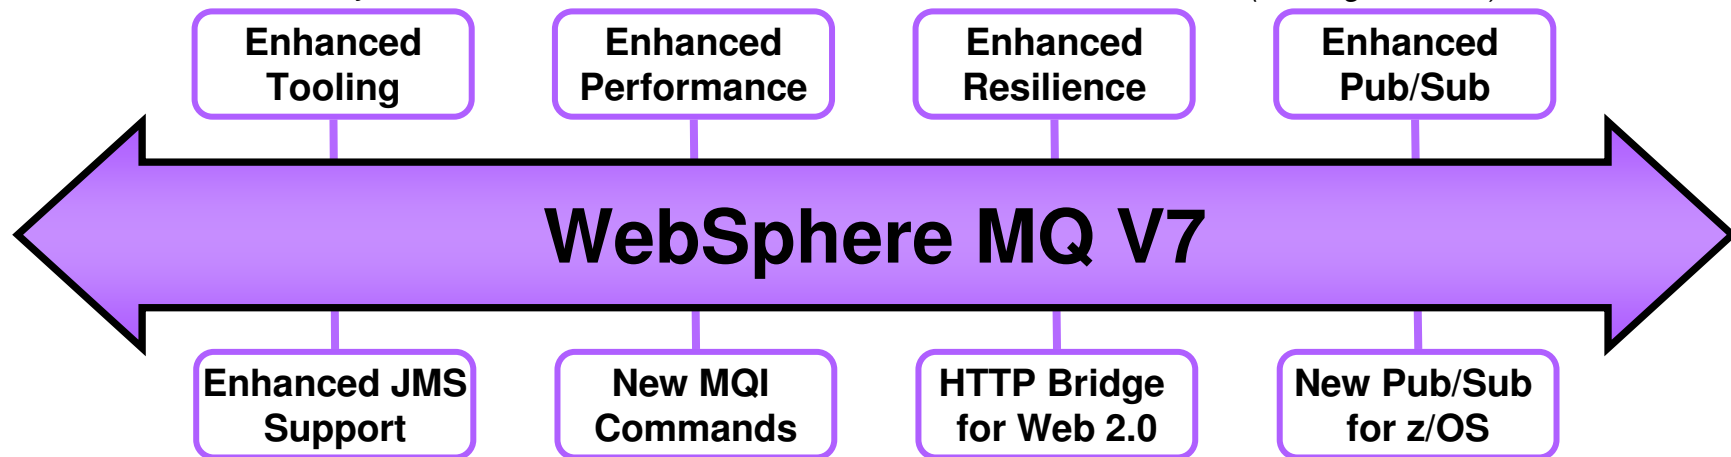 Enhanced
Tooling
Enhanced
Performance
Enhanced
Resilience
Enhanced
Pub/Sub
WebSphere MQ V7
Enhanced JMS
Support
New MQI
Commands
HTTP Bridge
for Web 2.0
New Pub/Sub
for z/OS